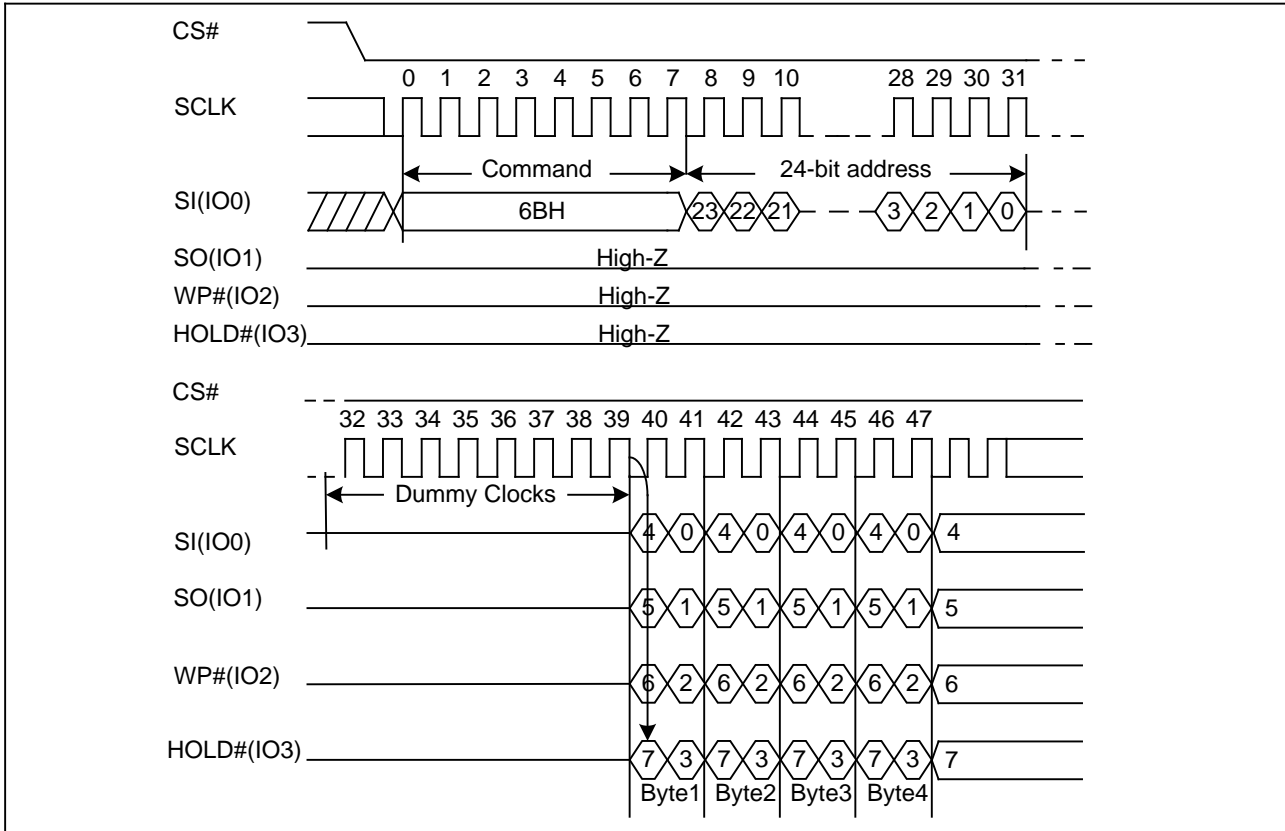 CS#
0 1 2 3 4 5 6 7 8 9 10 28 29 30 31
SCLK
Command 24-bit address
SI(IO0) 6BH 23 22 21 3 2 1 0
SO(IO1) High-Z
WP#(IO2) High-Z
HOLD#(IO3) High-Z
CS#
32 33 34 35 36 37 38 39 40 41 42 43 44 45 46 47
SCLK
Dummy Clocks
SI(IO0) 4 0 4 0 4 0 4 0 4
SO(IO1) 5 1 5 1 5 1 5 1 5
WP#(IO2) 6 2 6 2 6 2 6 2 6
HOLD#(IO3) 7 3 7 3 7 3 7 3 7
Byte1 Byte2 Byte3 Byte4